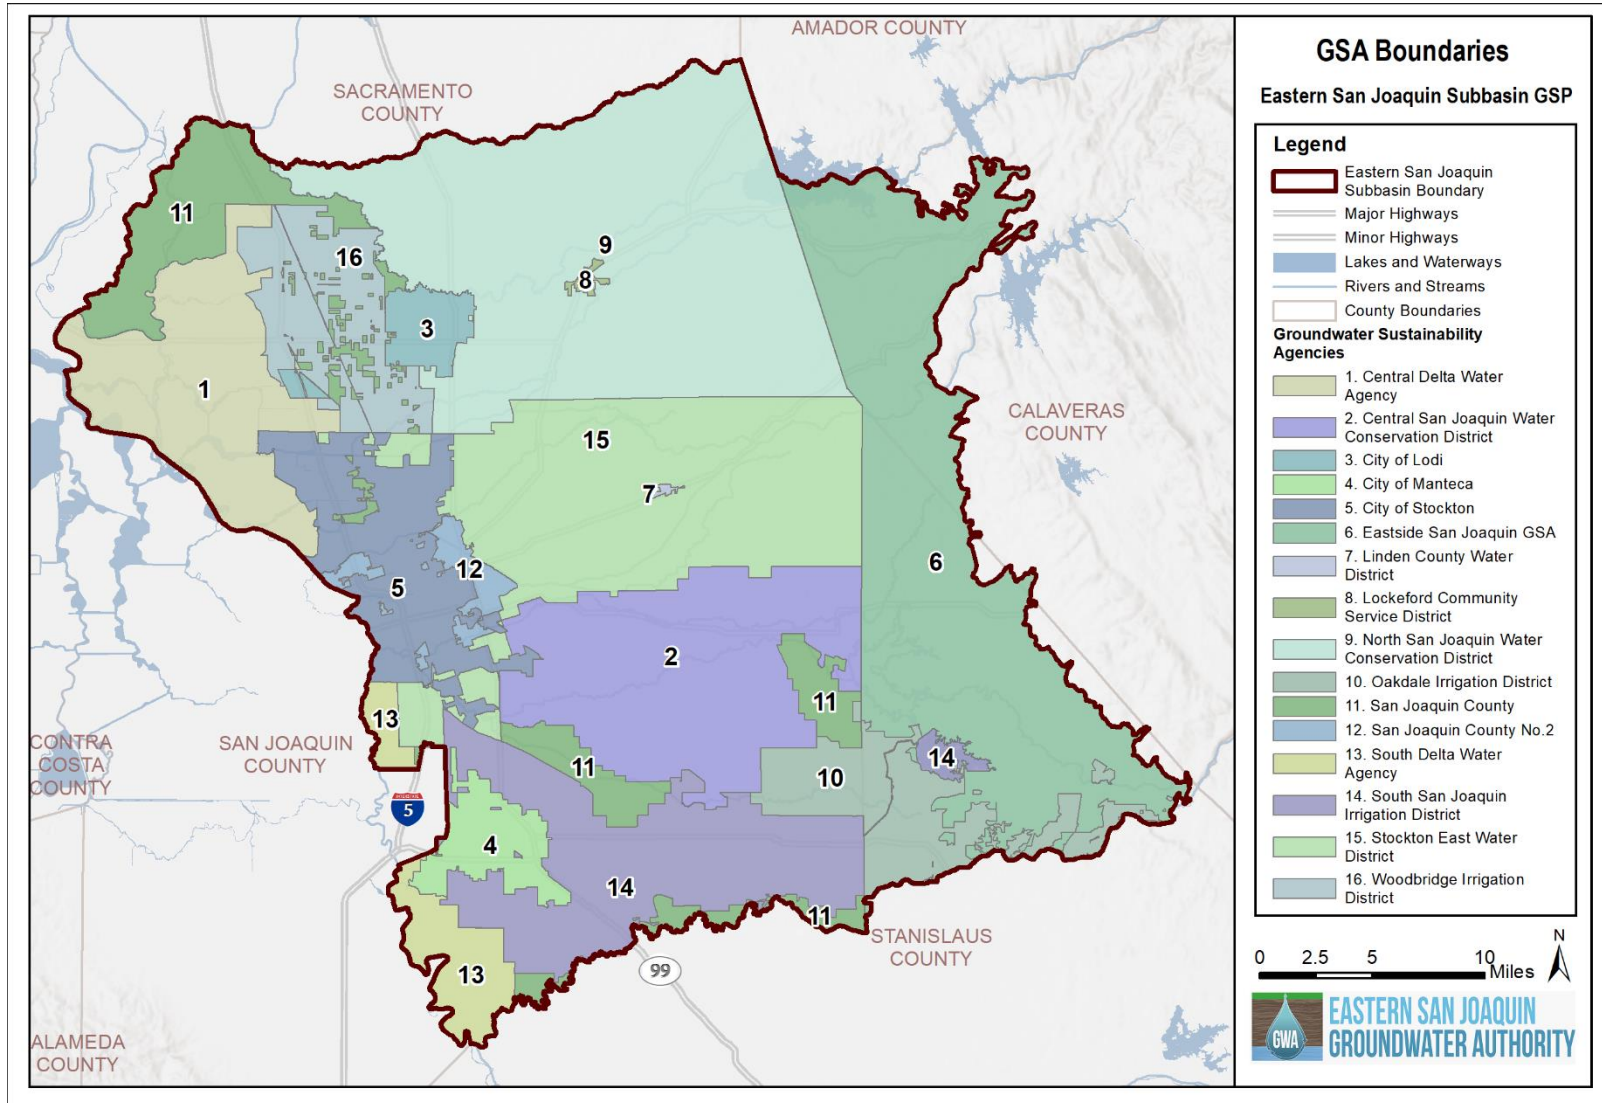 AMADOR COUNTY
SACRAMENTO
COUNTY
11
16
9
8
3
1
15
7
CALAVERAS
COUNTY
12
5
6
2
11
13
CONTRA
COSTA
COUNTY
SAN JOAQUIN
COUNTY
11
10
14
5
4
14
11
STANISLAUS
COUNTY
13
99
ALAMEDA
COUNTY
GSA Boundaries
Eastern San Joaquin Subbasin GSP
Legend
Eastern San Joaquin
Subbasin Boundary
Major Highways
Minor Highways
Lakes and Waterways
Rivers and Streams
County Boundaries
Groundwater Sustainability
Agencies
1. Central Delta Water
Agency
2. Central San Joaquin Water
Conservation District
3. City of Lodi
4. City of Manteca
5. City of Stockton
6. Eastside San Joaquin GSA
7. Linden County Water
District
8. Lockeford Community
Service District
9. North San Joaquin Water
Conservation District
10. Oakdale Irrigation District
11. San Joaquin County
12. San Joaquin County No.2
13. South Delta Water
Agency
14. South San Joaquin
Irrigation District
15. Stockton East Water
District
16. Woodbridge Irrigation
District
N
0 2.5 5 10
Miles
GWA
EASTERN SAN JOAQUIN
GROUNDWATER AUTHORITY